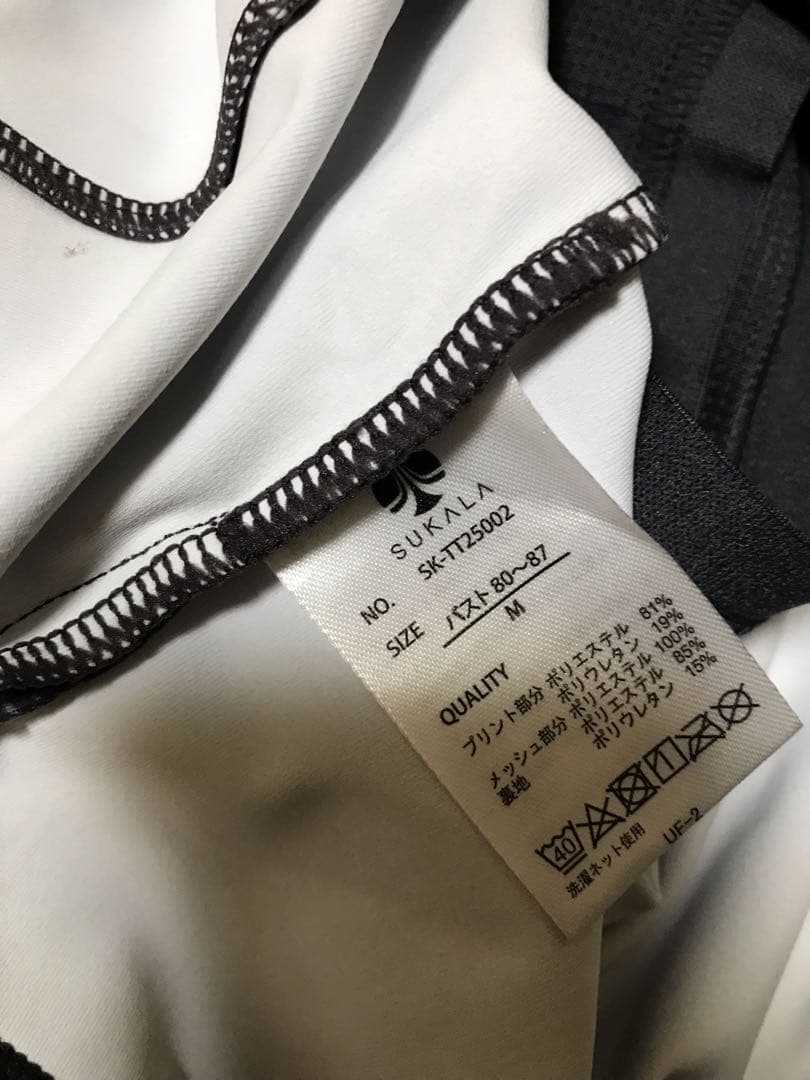 SUKALA
NO. SK-TT25002
SIZE バスト80〜87
M
QUALITY
プリント部分 ポリエステル 81%
ポリウレタン 19%
メッシュ部分 ポリエステル 100%
裏地 ポリエステル 85%
ポリウレタン 15%
40
洗濯ネット使用
UF-2